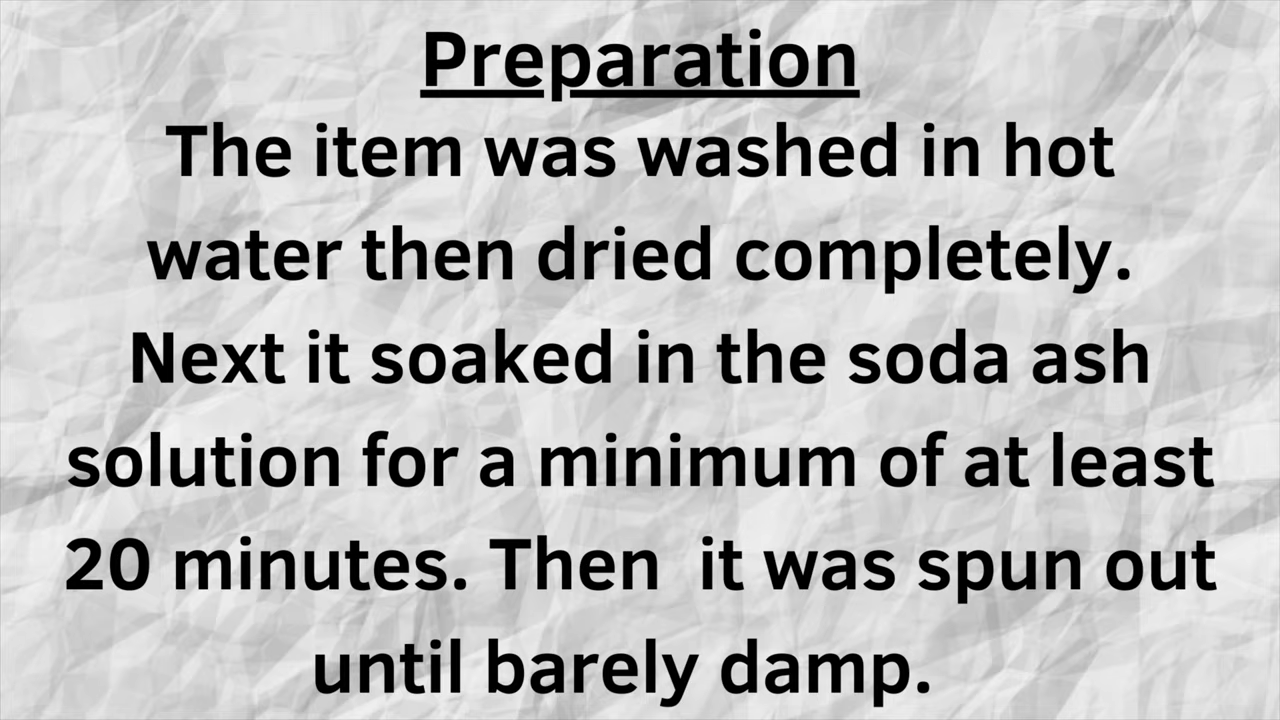 Preparation
The item was washed in hot
water then dried completely.
Next it soaked in the soda ash
solution for a minimum of at least
20 minutes. Then  it was spun out
until barely damp.